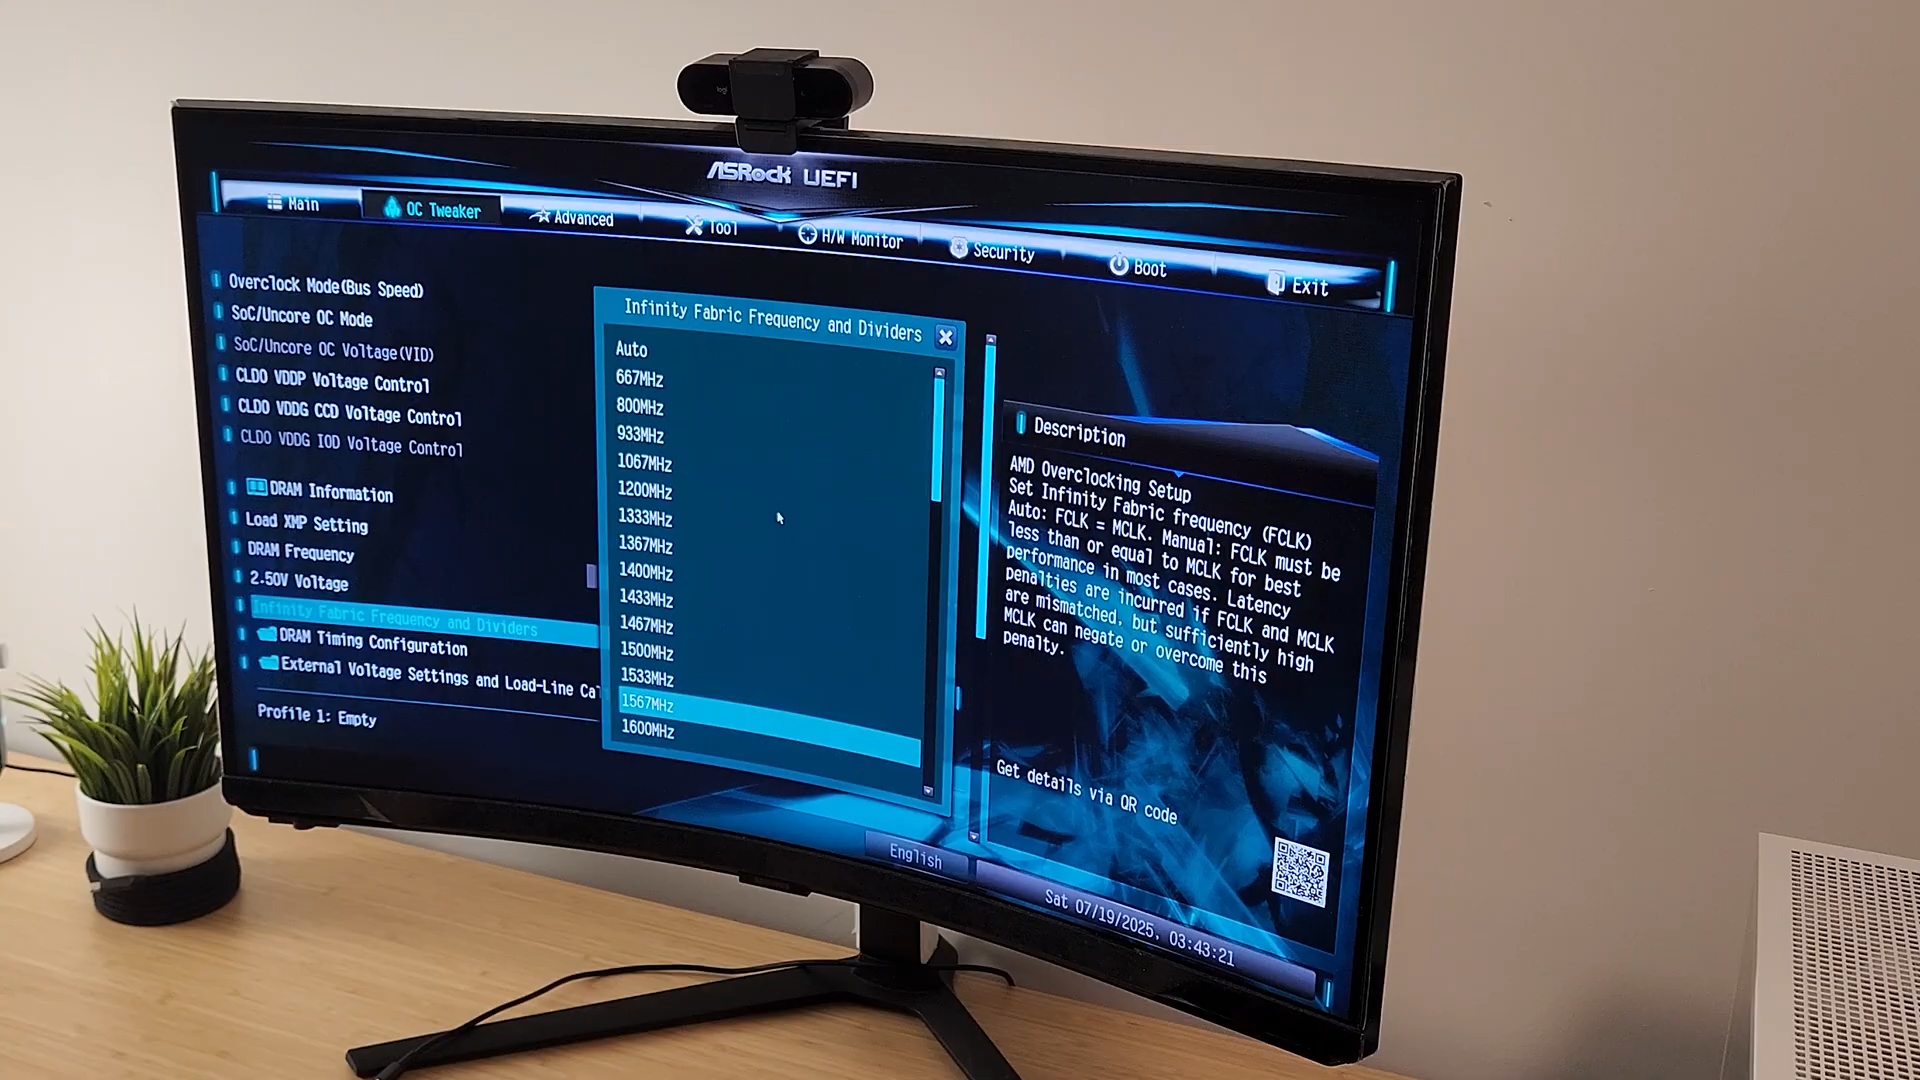 logi
ASRock UEFI
Main
OC Tweaker
Advanced
Tool
H/W Monitor
Security
Boot
Exit
Overclock Mode(Bus Speed)
SoC/Uncore OC Mode
SoC/Uncore OC Voltage(VID)
CLDO VDDP Voltage Control
CLDO VDDG CCD Voltage Control
CLDO VDDG IOD Voltage Control
DRAM Information
Load XMP Setting
DRAM Frequency
2.50V Voltage
Infinity Fabric Frequency and Dividers
DRAM Timing Configuration
External Voltage Settings and Load-Line Ca
Profile 1: Empty
Infinity Fabric Frequency and Dividers
Auto
667MHz
800MHz
933MHz
1067MHz
1200MHz
1333MHz
1367MHz
1400MHz
1433MHz
1467MHz
1500MHz
1533MHz
1567MHz
1600MHz
Description
AMD Overclocking Setup
Set Infinity Fabric frequency (FCLK)
Auto: FCLK = MCLK. Manual: FCLK must be
less than or equal to MCLK for best
performance in most cases. Latency
penalties are incurred if FCLK and MCLK
are mismatched, but sufficiently high
MCLK can negate or overcome this
penalty.
Get details via QR code
English
Sat 07/19/2025, 03:43:21